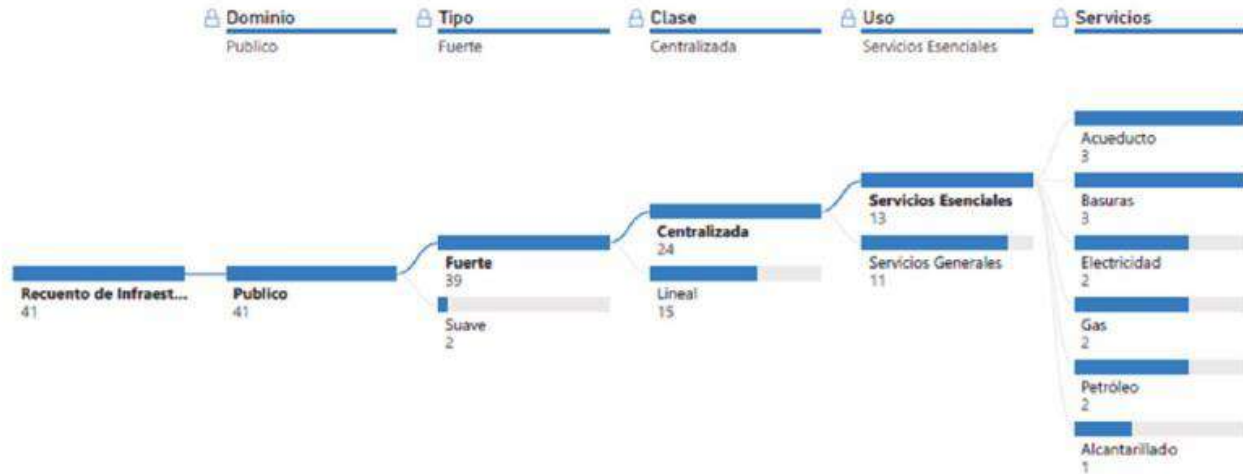 Dominio
Publico
Tipo
Fuerte
Clase
Centralizada
Uso
Servicios Esenciales
Servicios
Recuento de Infraest...
41
Publico
41
Fuerte
39
Suave
2
Centralizada
24
Lineal
15
Servicios Esenciales
13
Servicios Generales
11
Acueducto
3
Basuras
3
Electricidad
2
Gas
2
Petróleo
2
Alcantarillado
1